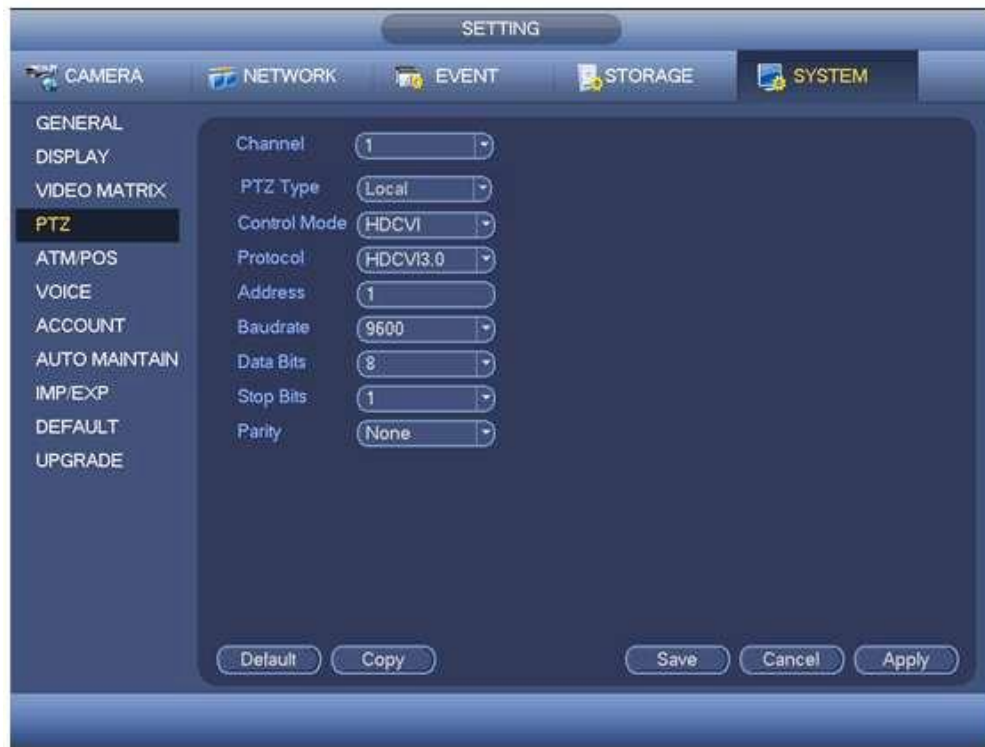 SETTING
CAMERA NETWORK EVENT STORAGE SYSTEM
GENERAL
DISPLAY
VIDEO MATRIX
PTZ
ATM/POS
VOICE
ACCOUNT
AUTO MAINTAIN
IMP/EXP
DEFAULT
UPGRADE
Channel 1
PTZ Type Local
Control Mode HDCVI
Protocol HDCVI3.0
Address 1
Baudrate 9600
Data Bits 8
Stop Bits 1
Parity None
Default Copy Save Cancel Apply